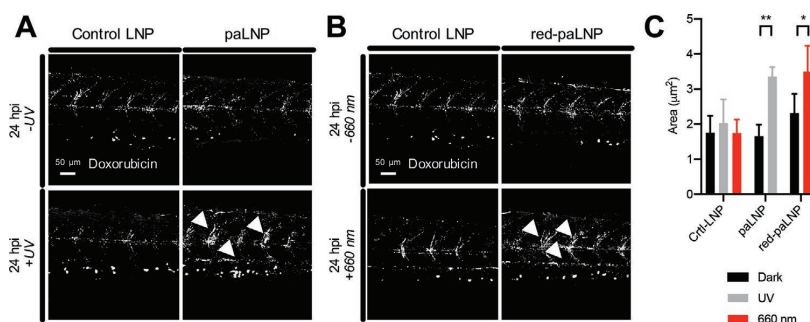 A
Control LNP
paLNP
24 hpi
-UV
50 µm
Doxorubicin
24 hpi
+UV
B
Control LNP
red-paLNP
24 hpi
-660 nm
50 µm
Doxorubicin
24 hpi
+660 nm
C
**
*
Area (µm²)
5
4
3
2
1
0
Crtl-LNP
paLNP
red-paLNP
Dark
UV
660 nm